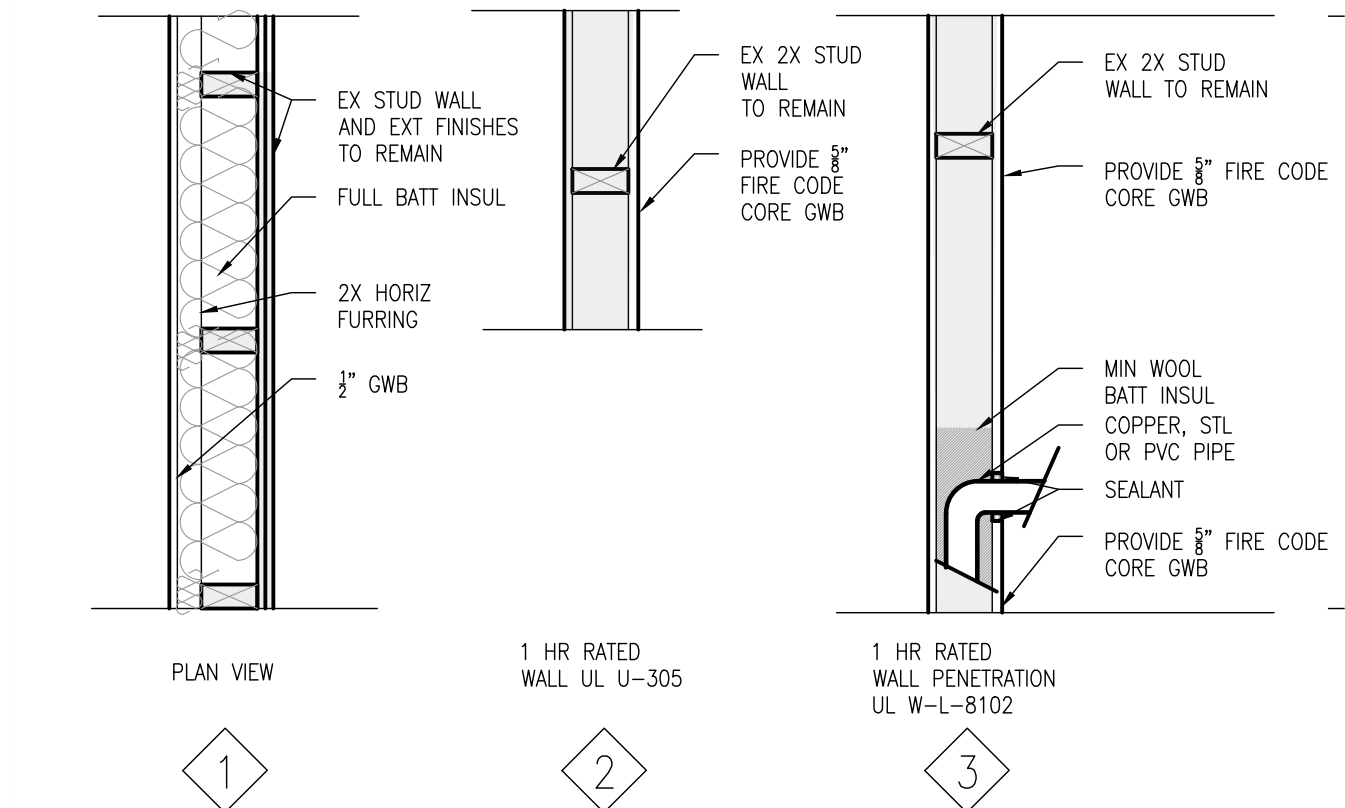 EX STUD WALL
AND EXT FINISHES
TO REMAIN
FULL BATT INSUL
2X HORIZ
FURRING
1/2" GWB
PLAN VIEW
1
EX 2X STUD
WALL
TO REMAIN
PROVIDE 5/8"
FIRE CODE
CORE GWB
1 HR RATED
WALL UL U-305
2
EX 2X STUD
WALL TO REMAIN
PROVIDE 5/8" FIRE CODE
CORE GWB
MIN WOOL
BATT INSUL
COPPER, STL
OR PVC PIPE
SEALANT
PROVIDE 5/8" FIRE CODE
CORE GWB
1 HR RATED
WALL PENETRATION
UL W-L-8102
3